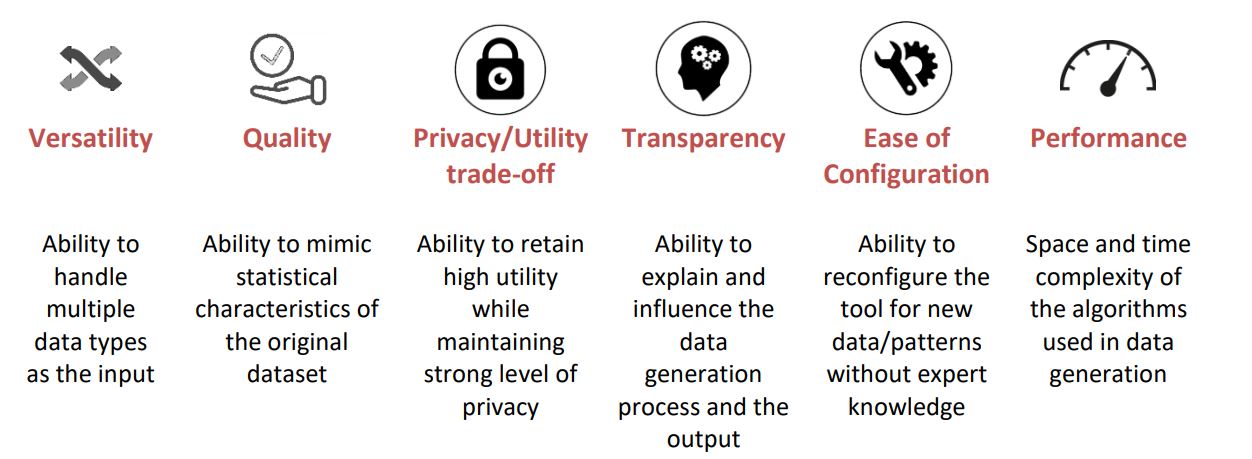 Versatility
Quality
Privacy/Utility
trade-off
Transparency
Ease of
Configuration
Performance
Ability to
handle
multiple
data types
as the input
Ability to mimic
statistical
characteristics of
the original
dataset
Ability to retain
high utility
while
maintaining
strong level of
privacy
Ability to
explain and
influence the
data
generation
process and the
output
Ability to
reconfigure the
tool for new
data/patterns
without expert
knowledge
Space and time
complexity of
the algorithms
used in data
generation